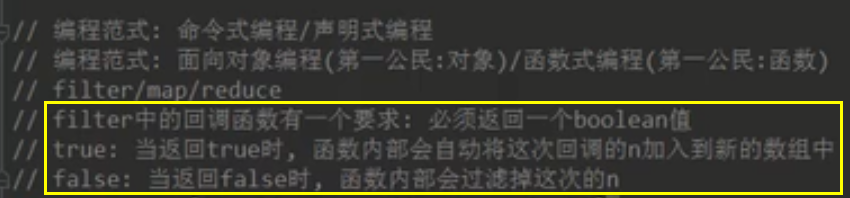 // 编程范式: 命令式编程/声明式编程
// 编程范式: 面向对象编程(第一公民:对象)/函数式编程(第一公民:函数)
// filter/map/reduce
// filter中的回调函数有一个要求: 必须返回一个boolean值
// true: 当返回true时, 函数内部会自动将这次回调的n加入到新的数组中
// false: 当返回false时, 函数内部会过滤掉这次的n